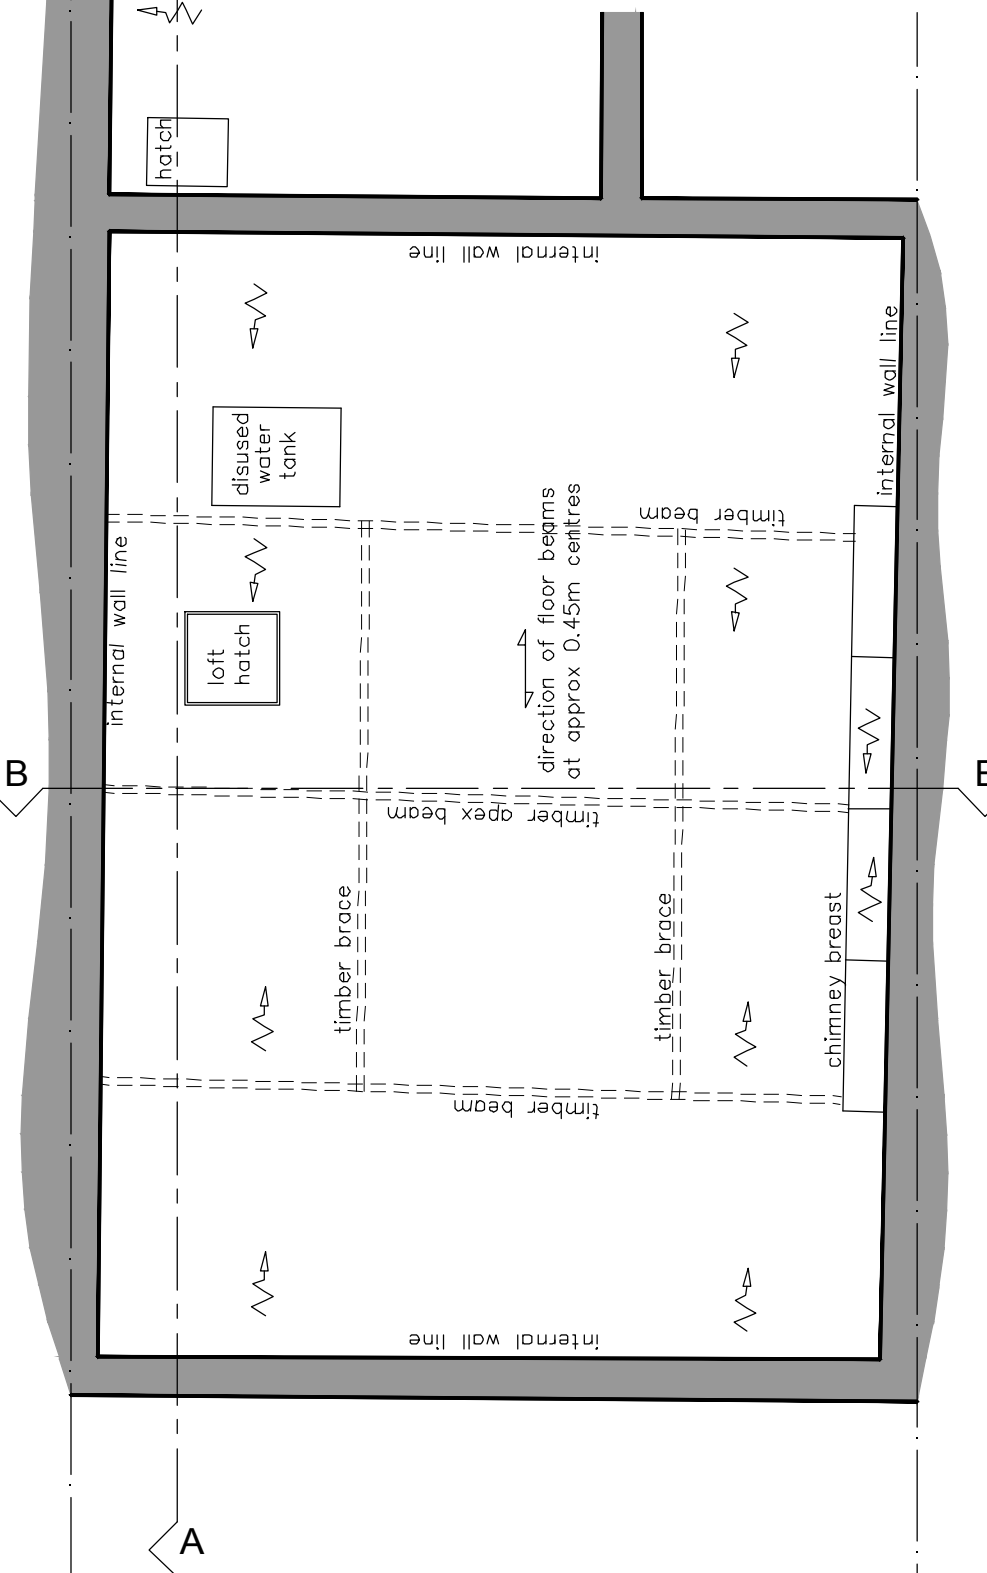 hatch
internal wall line
internal wall line
disused
water
tank
timber beam
direction of floor beams
at approx 0.45m centres
internal wall line
loft
hatch
B
timber apex beam
timber brace
timber brace
chimney breast
timber beam
internal wall line
A